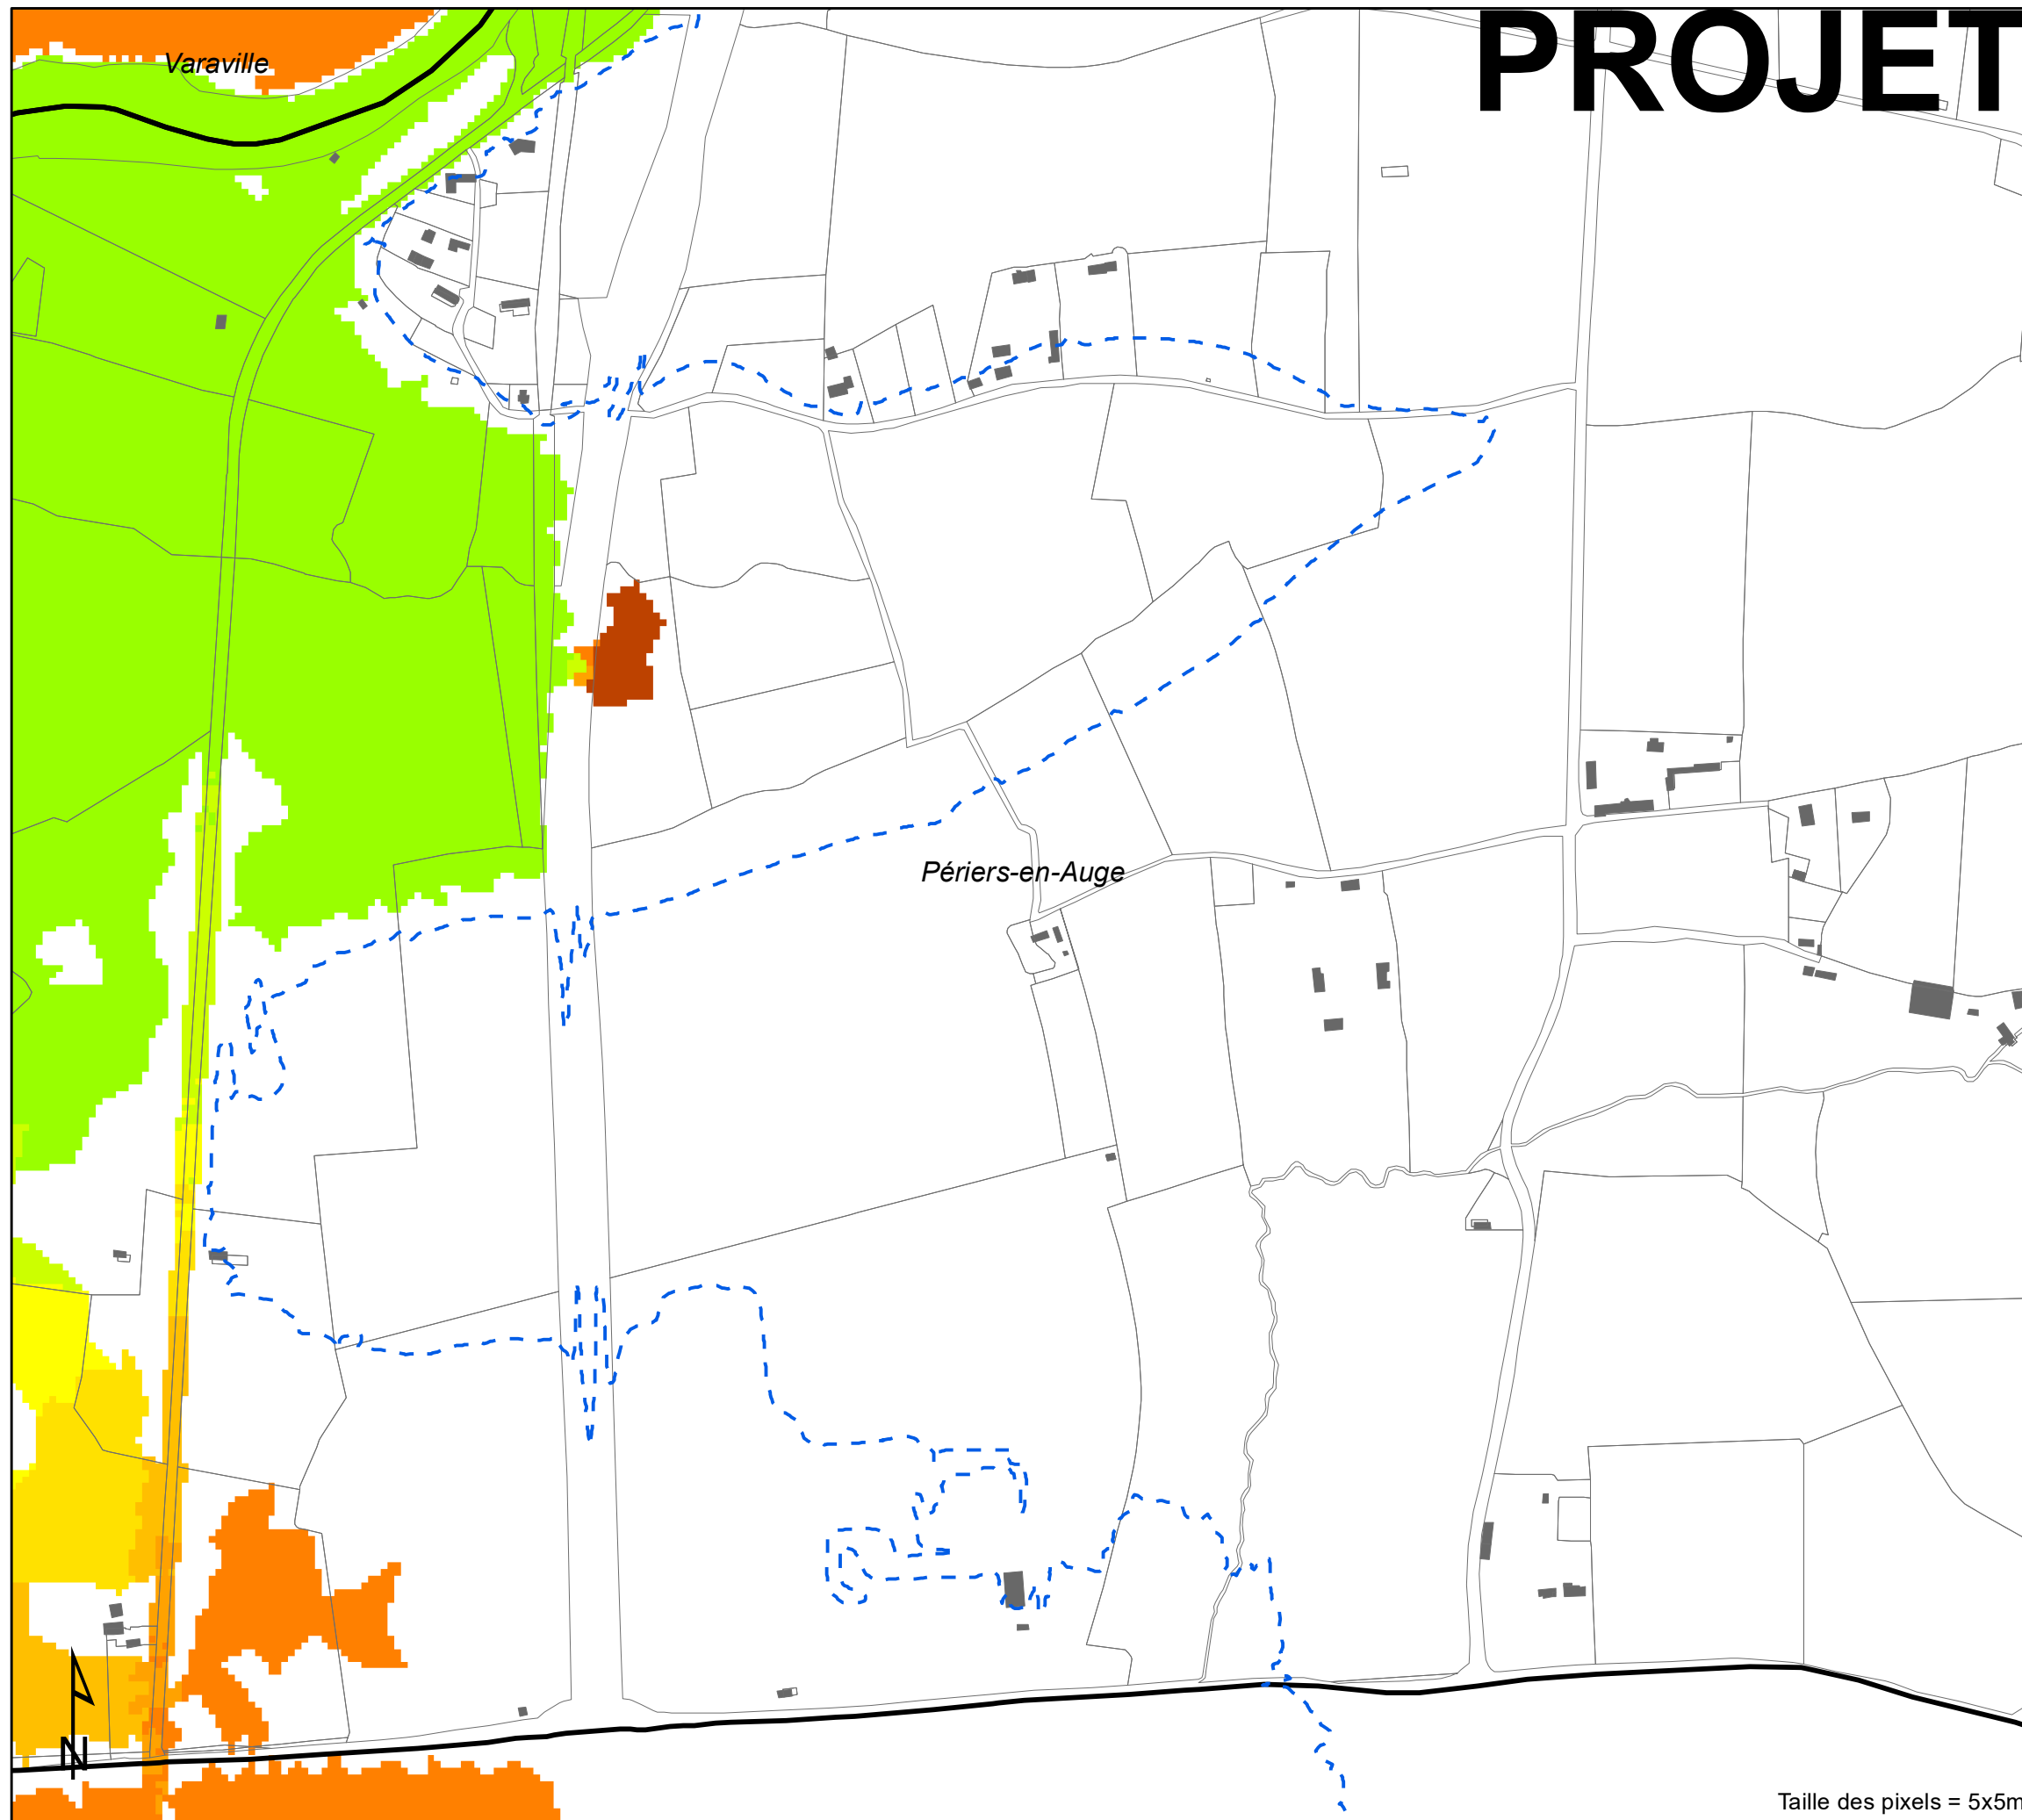 PROJET
Varaville
Périers-en-Auge
N
Taille des pixels = 5x5m